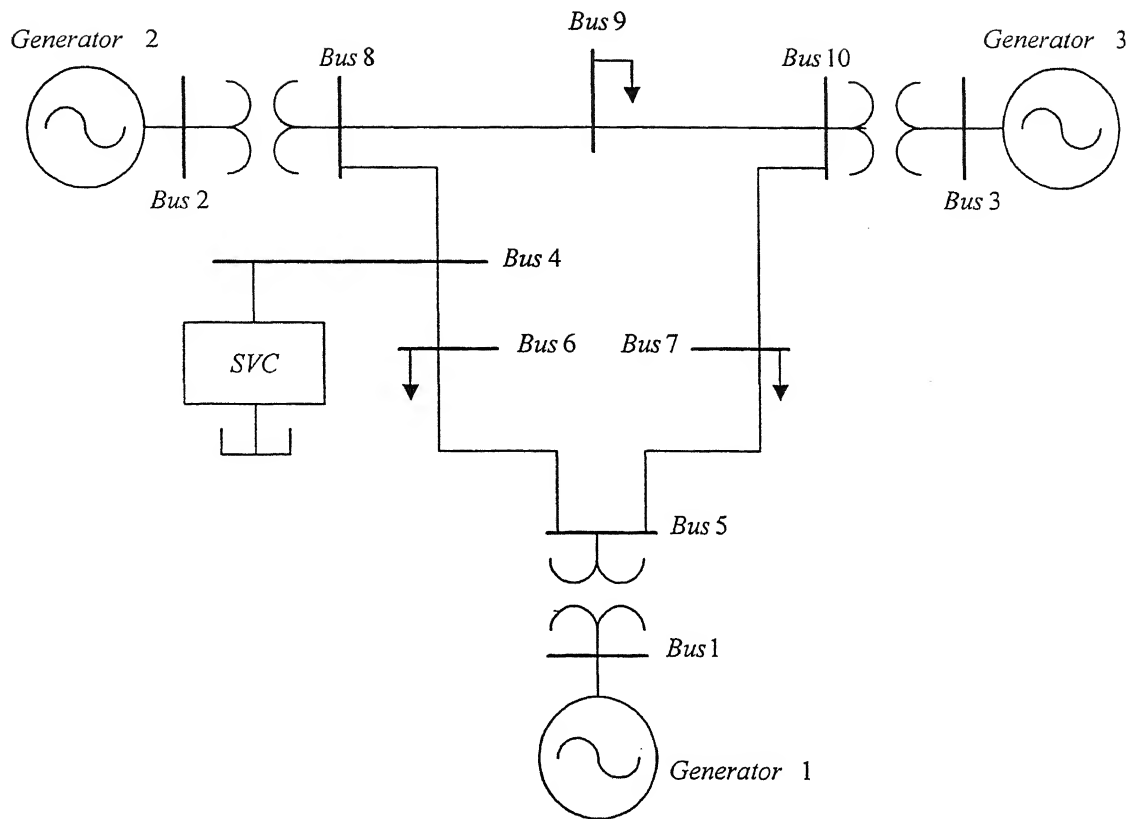 Bus 9
Generator 2
Generator 3
Bus 8
Bus 10
Bus 2
Bus 3
Bus 4
Bus 6
Bus 7
SVC
Bus 5
Bus 1
Generator 1